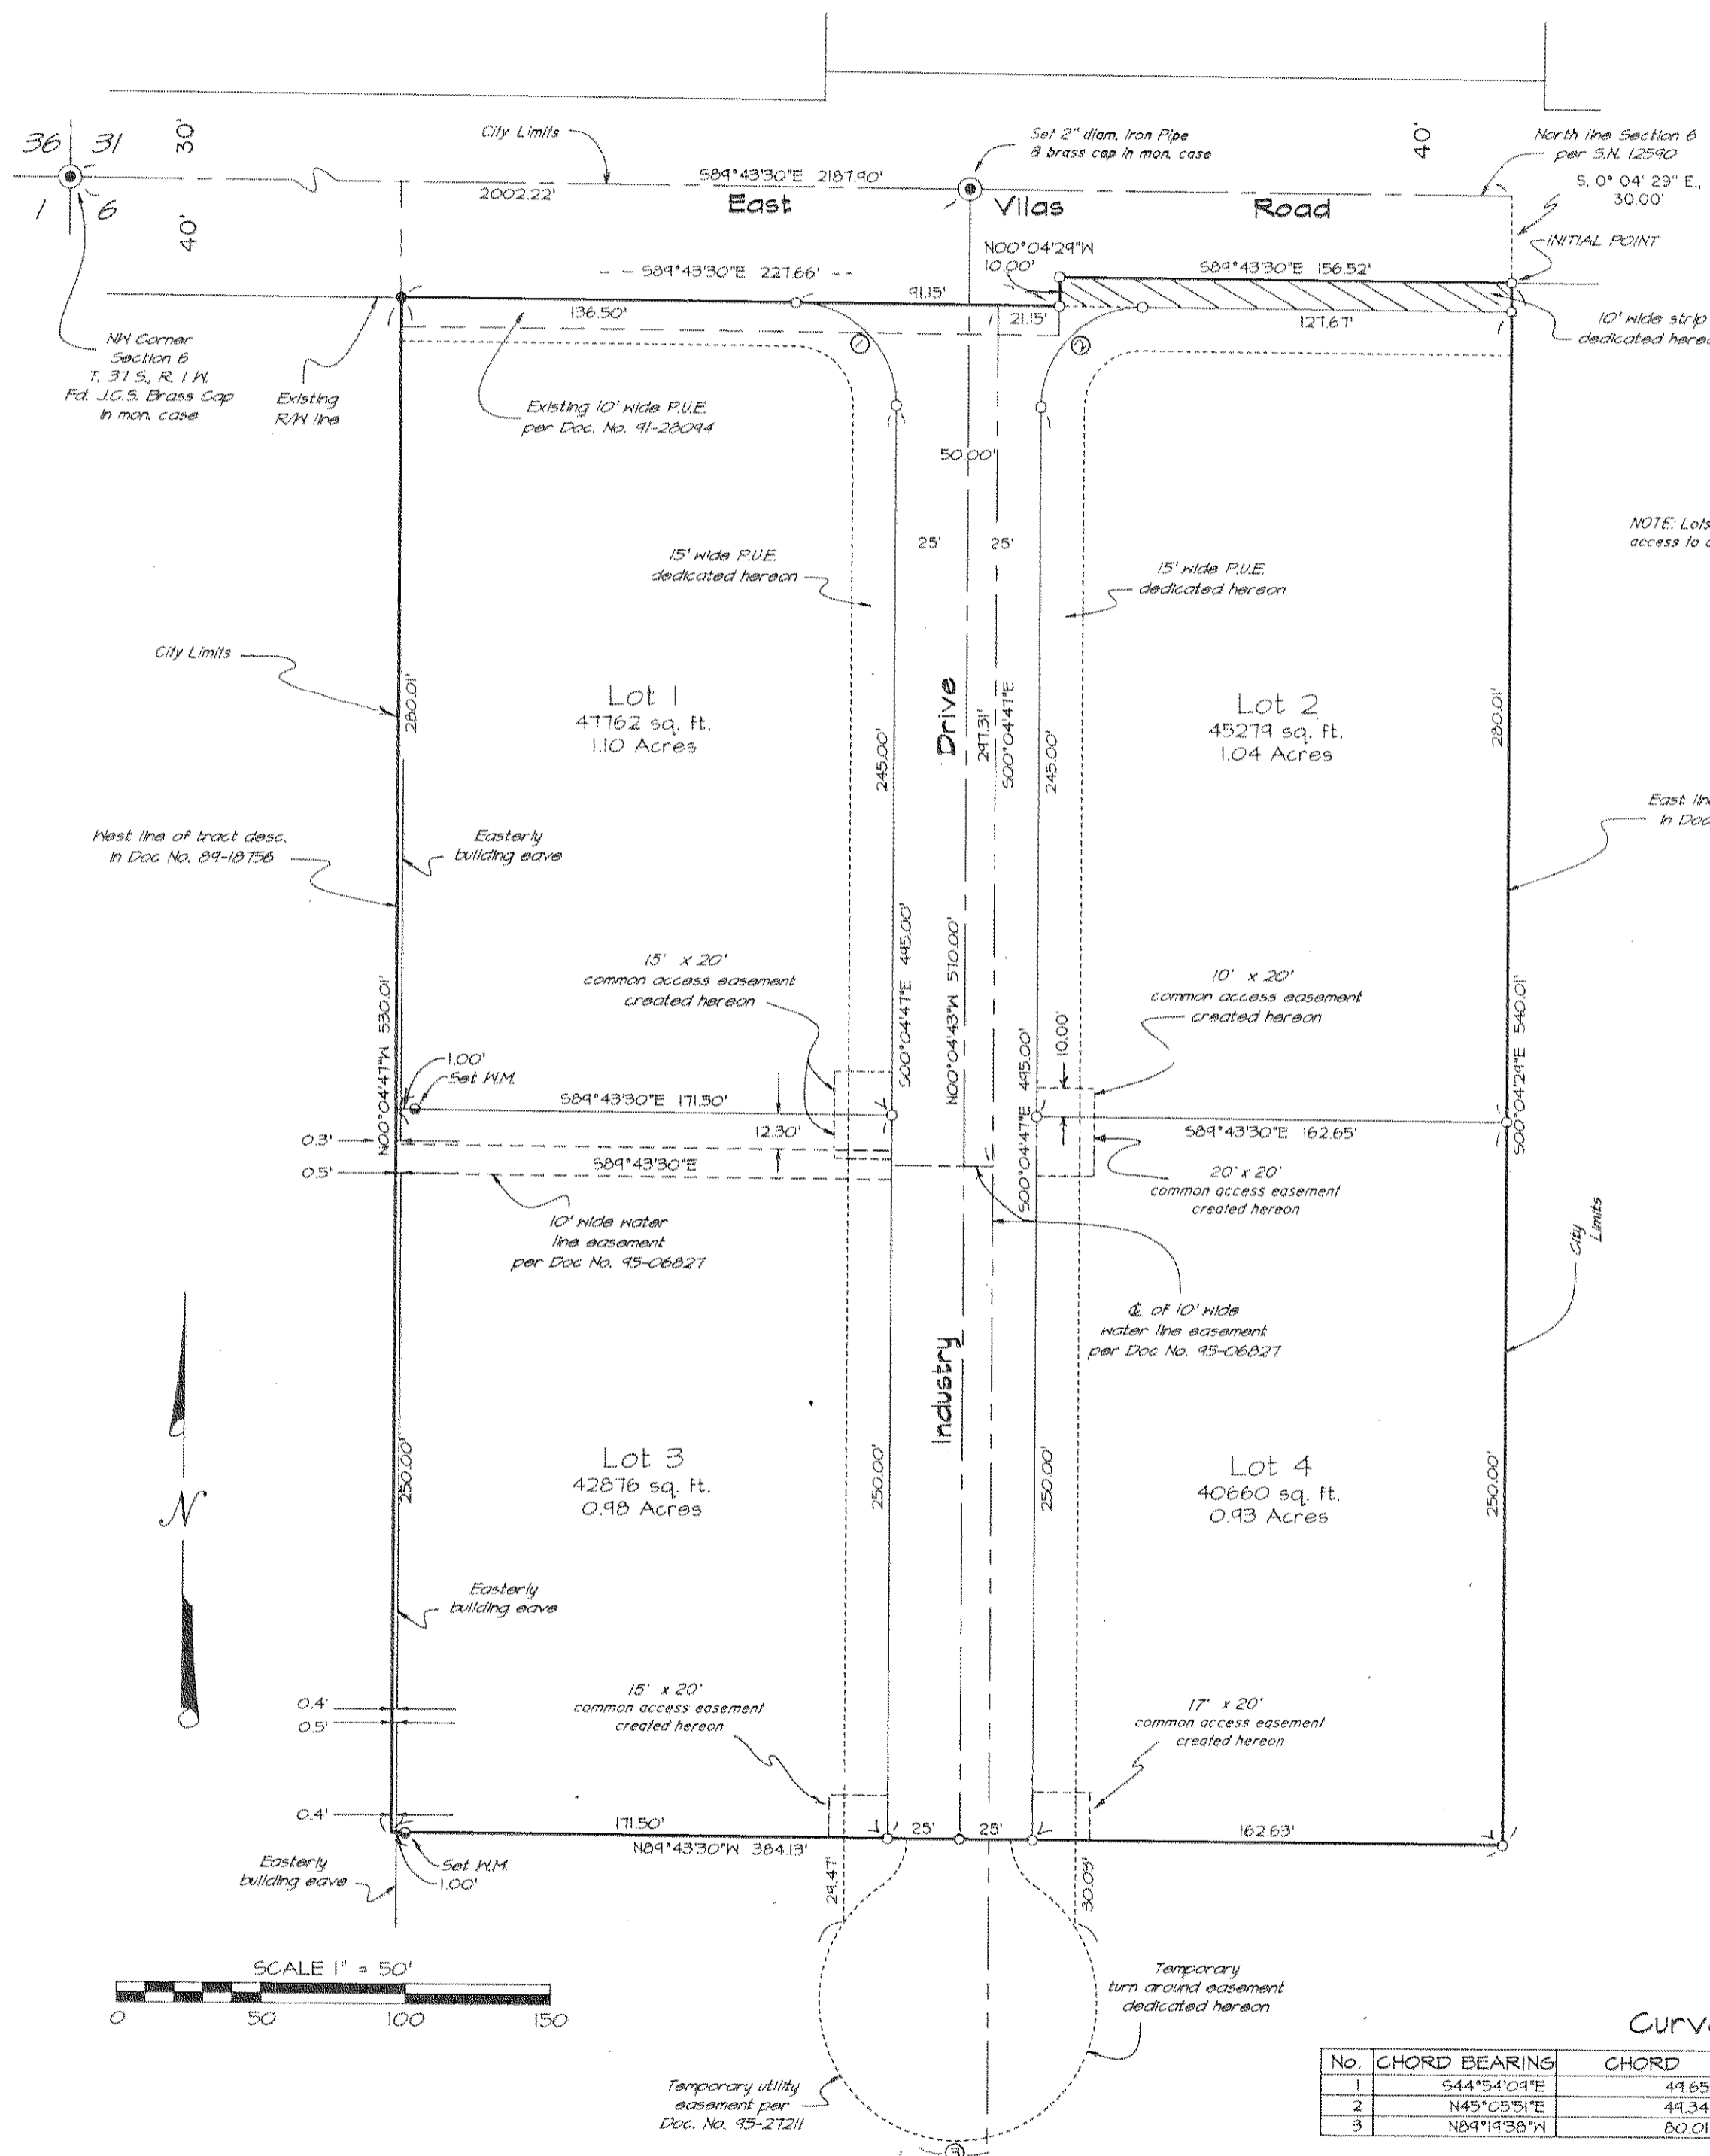 36 31
1 6
30'
40'
City Limits
Set 2" diam. Iron Pipe
& brass cap in mon. case
40'
North line Section 6
per S.N. 12590
S. 0° 04' 29" E.,
30.00'
S89°43'30"E 2187.90'
2002.22'
East Vilas Road
INITIAL POINT
N00°04'29"W
10.00'
S89°43'30"E 227.66'
S89°43'30"E 156.52'
91.15'
136.50'
21.15'
127.67'
10' wide strip
dedicated hereo
NW Corner
Section 6
T. 37 S., R. 1 W.
Fd. J.C.S. Brass Cap
in mon. case
Existing
R/W line
Existing 10' wide P.U.E.
per Doc. No. 91-28094
1
2
50.00'
25' 25'
NOTE: Lots
access to
15' wide P.U.E.
dedicated hereon
15' wide P.U.E.
dedicated hereon
City Limits
280.01'
Lot 1
47762 sq. ft.
1.10 Acres
245.00'
Drive
297.31'
S00°04'47"E
245.00'
Lot 2
45279 sq. ft.
1.04 Acres
280.01'
West line of tract desc.
in Doc No. 89-18756
Easterly
building eave
East lin
in Doc
15' x 20'
common access easement
created hereon
S00°04'47"E 495.00'
N00°04'43"W 510.00'
10' x 20'
common access easement
created hereon
10.00'
N00°04'47"W 530.01'
S00°04'47"E 495.00'
S00°04'29"E 540.01'
1.00'
Set W.M.
S89°43'30"E 171.50'
12.30'
S89°43'30"E 162.65'
0.3'
0.5'
S89°43'30"E
20' x 20'
common access easement
created hereon
10' wide water
line easement
per Doc No. 95-06827
City
Limits
℄ of 10' wide
water line easement
per Doc No. 95-06827
Industry
N
250.00'
Lot 3
42876 sq. ft.
0.98 Acres
250.00'
250.00'
Lot 4
40660 sq. ft.
0.93 Acres
250.00'
Easterly
building eave
0.4'
0.5'
15' x 20'
common access easement
created hereon
17' x 20'
common access easement
created hereon
0.4'
171.50'
25' 25'
162.63'
N89°43'30"W 384.13'
Easterly
building eave
Set W.M.
1.00'
29.47'
30.03'
SCALE 1" = 50'
0 50 100 150
Temporary
turn around easement
dedicated hereon
Temporary utility
easement per
Doc. No. 95-27211
3
Curv
No. CHORD BEARING CHORD
1 S44°54'09"E 49.65
2 N45°05'51"E 49.34
3 N89°19'38"W 80.01